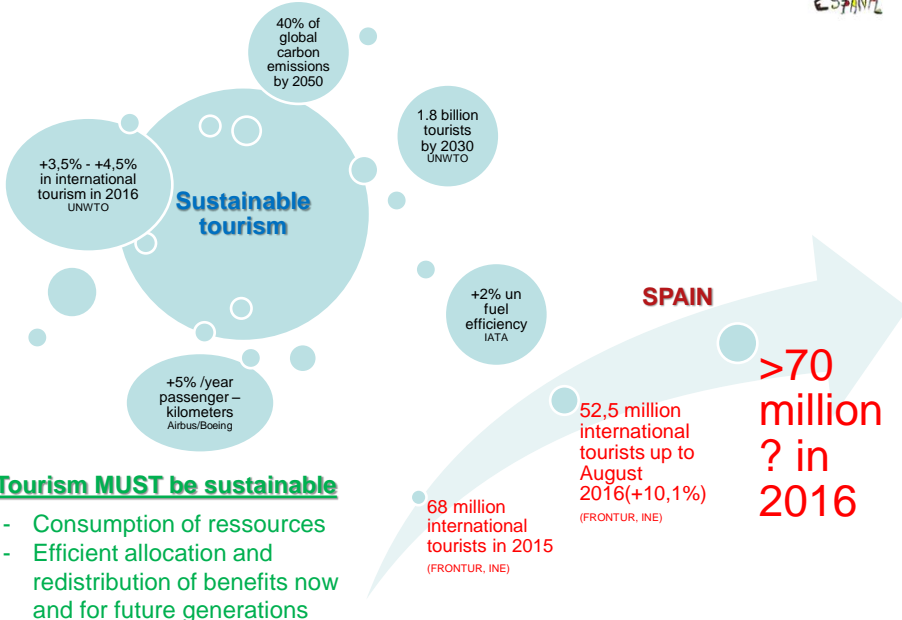 ESPAÑA
40% of
global
carbon
emissions
by 2050
1.8 billion
tourists
by 2030
UNWTO
+3,5% - +4,5%
in international
tourism in 2016
UNWTO
Sustainable
tourism
+2% un
fuel
efficiency
IATA
+5% /year
passenger –
kilometers
Airbus/Boeing
SPAIN
>70
million
? in
2016
52,5 million
international
tourists up to
August
2016(+10,1%)
(FRONTUR, INE)
68 million
international
tourists in 2015
(FRONTUR, INE)
Tourism MUST be sustainable
- Consumption of ressources
- Efficient allocation and
redistribution of benefits now
and for future generations